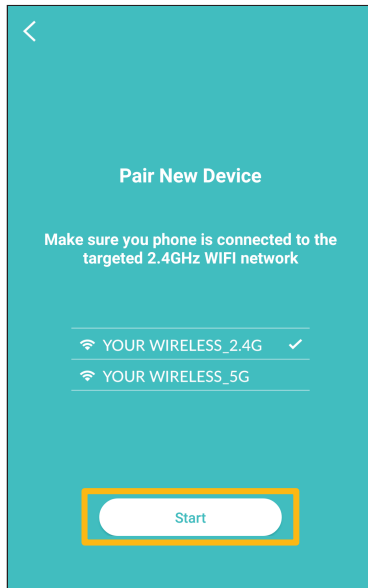 Pair New Device
Make sure you phone is connected to the
targeted 2.4GHz WIFI network
YOUR WIRELESS_2.4G
YOUR WIRELESS_5G
Start